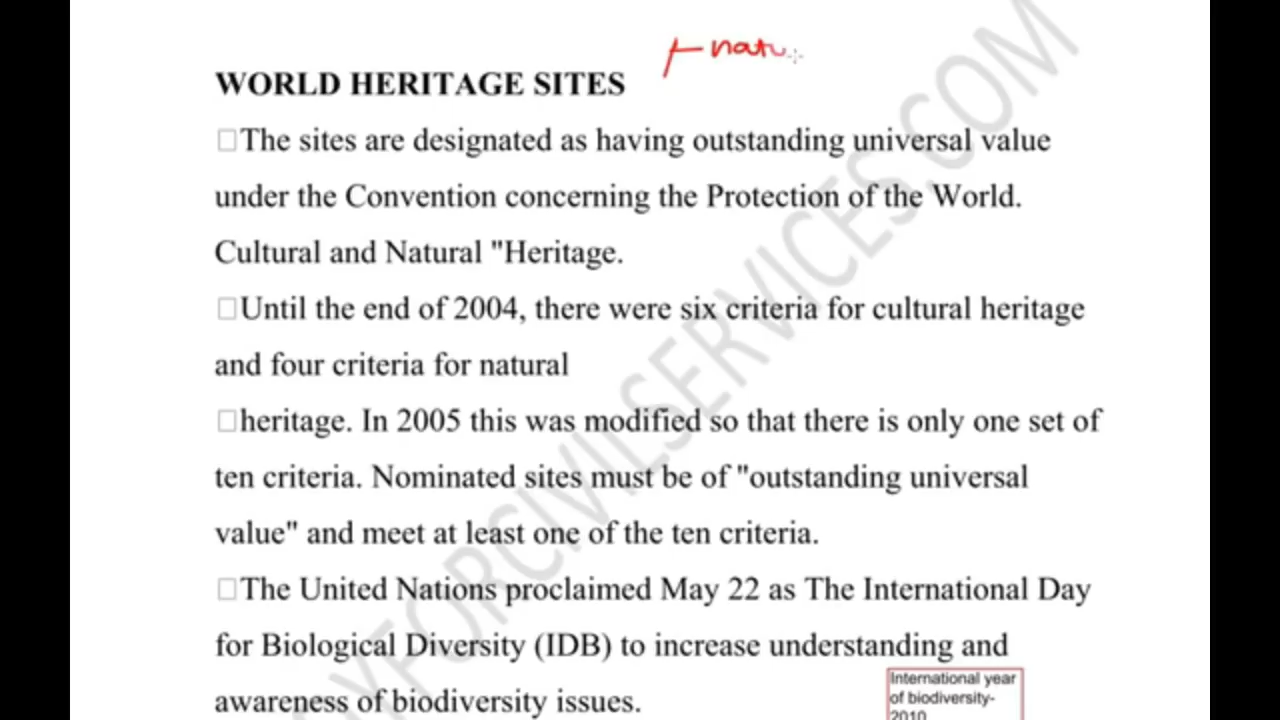 natu
WORLD HERITAGE SITES
□The sites are designated as having outstanding universal value
under the Convention concerning the Protection of the World.
Cultural and Natural "Heritage.
□Until the end of 2004, there were six criteria for cultural heritage
and four criteria for natural
□heritage. In 2005 this was modified so that there is only one set of
ten criteria. Nominated sites must be of "outstanding universal
value" and meet at least one of the ten criteria.
□The United Nations proclaimed May 22 as The International Day
for Biological Diversity (IDB) to increase understanding and
awareness of biodiversity issues.
International year
of biodiversity-
2010
YFORCIVILSERVICES.COM